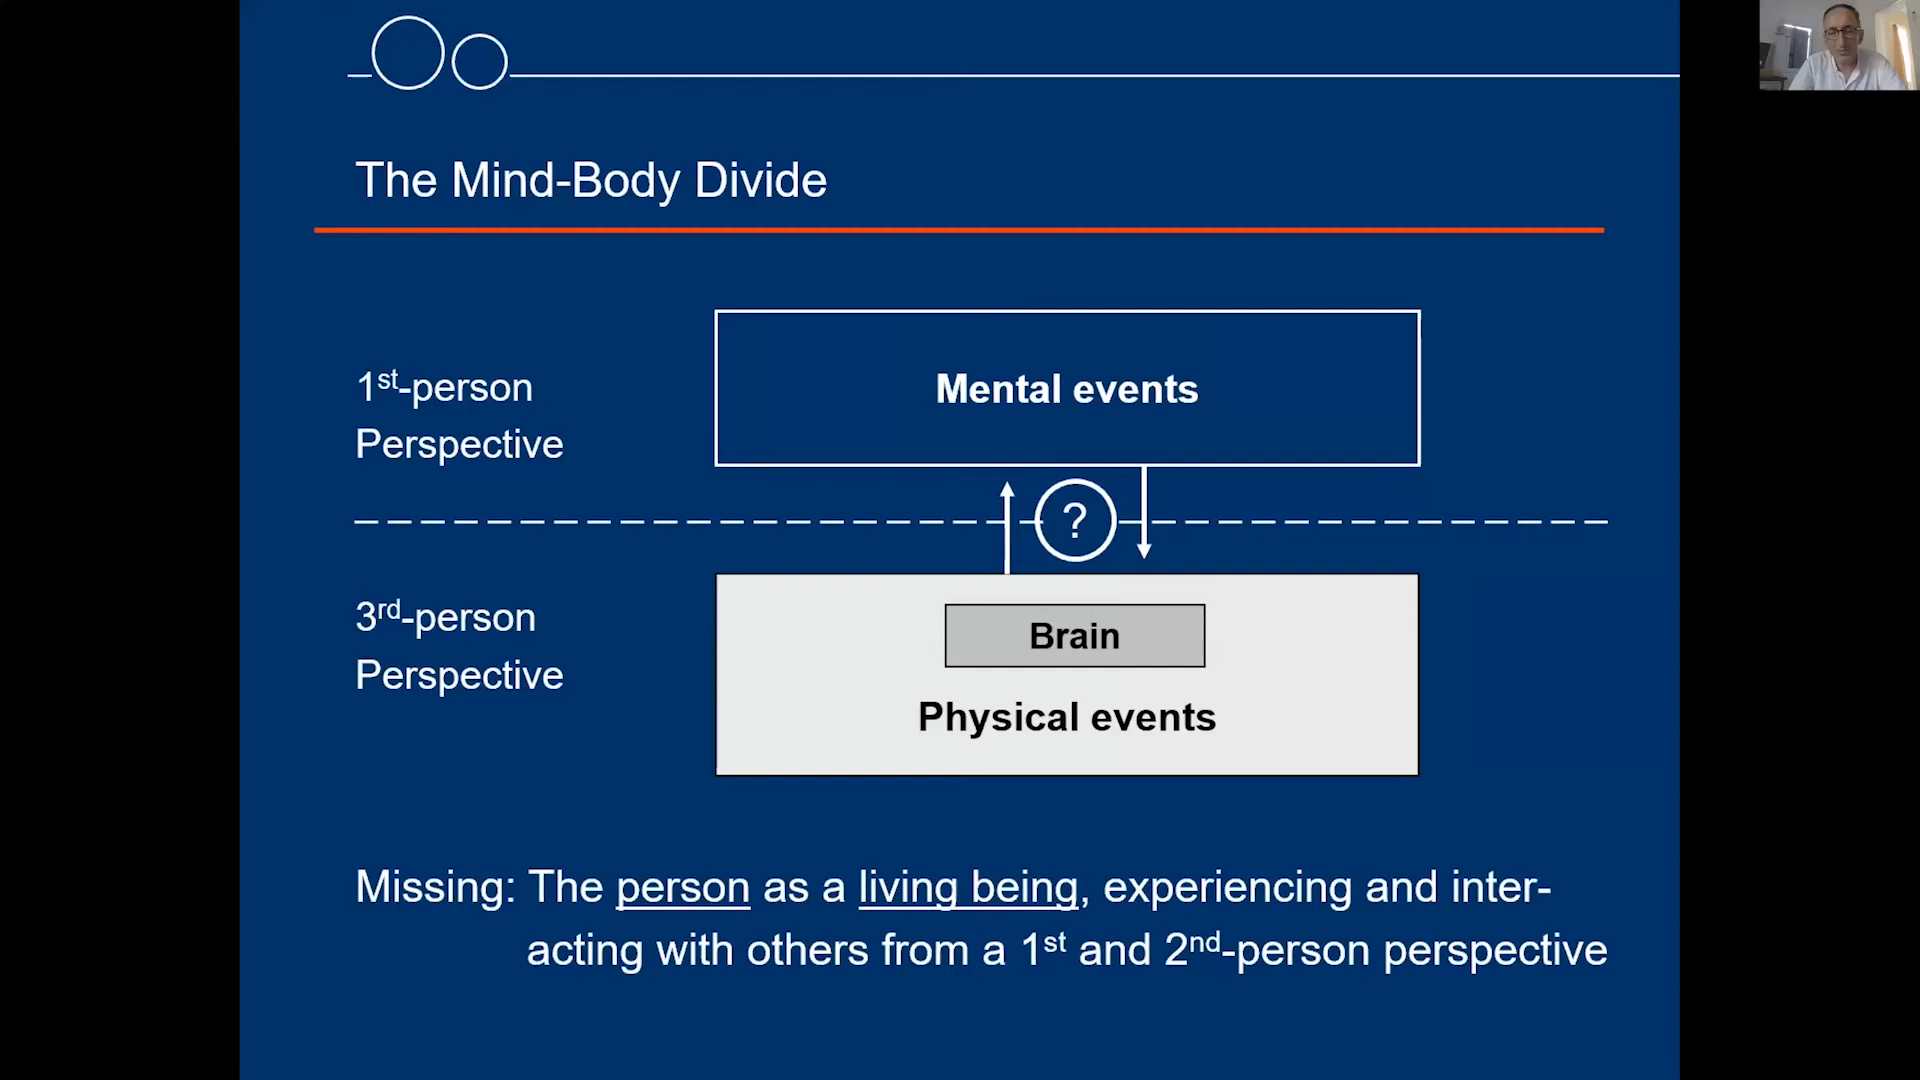 The Mind-Body Divide
1st-person
Perspective
Mental events
?
3rd-person
Perspective
Brain
Physical events
Missing: The person as a living being, experiencing and inter-
acting with others from a 1st and 2nd-person perspective